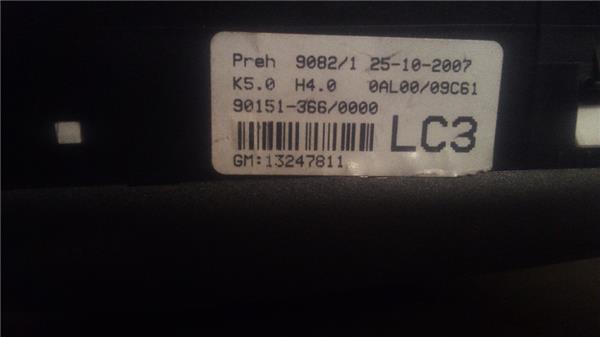 Preh 9082/1 25-10-2007
K5.0 H4.0 0AL00/09C61
90151-366/0000
LC3
GM:13247811